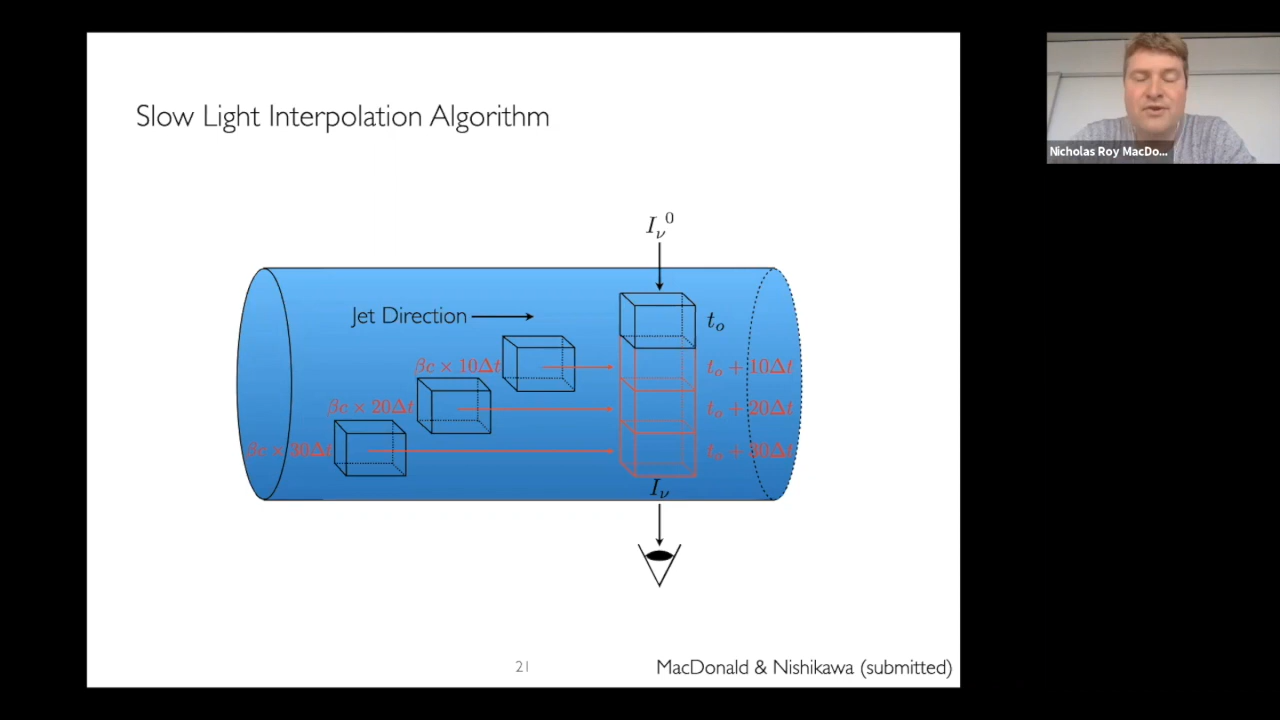 Slow Light Interpolation Algorithm
Nicholas Roy MacDo...
I_ν^0
Jet Direction
t_o
βc × 10Δt
t_o + 10Δt
βc × 20Δt
t_o + 20Δt
βc × 30Δt
t_o + 30Δt
I_ν
21
MacDonald & Nishikawa (submitted)